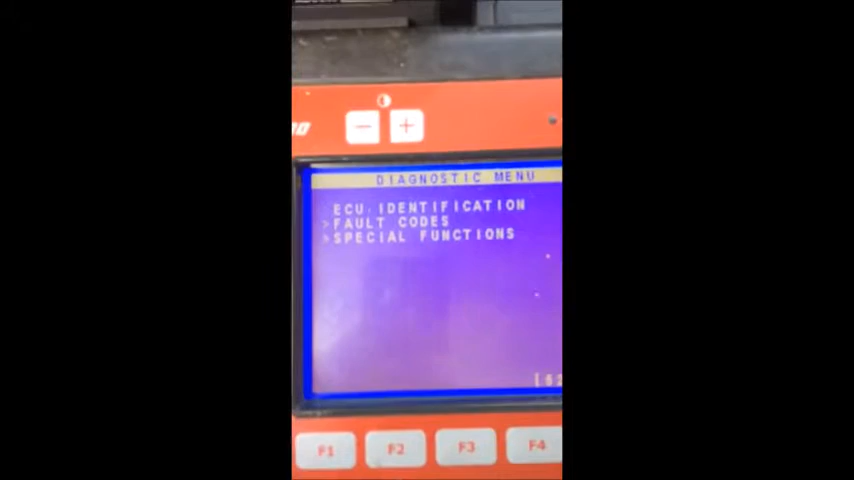 − +
DIAGNOSTIC MENU
ECU IDENTIFICATION
>FAULT CODES
>SPECIAL FUNCTIONS
F1 F2 F3 F4